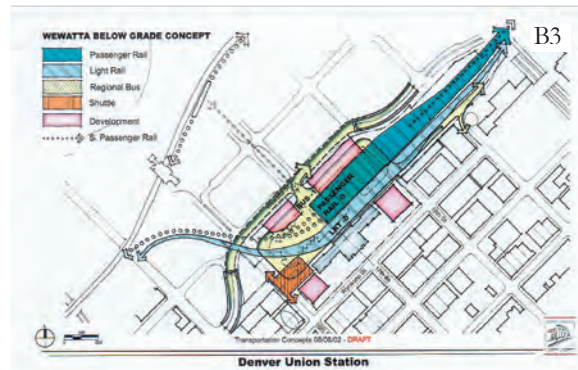 B3
WEWATTA BELOW GRADE CONCEPT
Passenger Rail
Light Rail
Regional Bus
Shuttle
Development
S. Passenger Rail
BUS
PASSENGER
RAIL
LRT
Transportation Concepts 08/08/02 - DRAFT
Denver Union Station